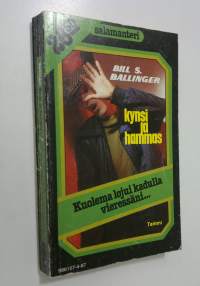 salamanteri
BILL S.
BALLINGER
kynsi
ja
hammas
Kuolema lojui kadulla
vieressäni...
Tammi